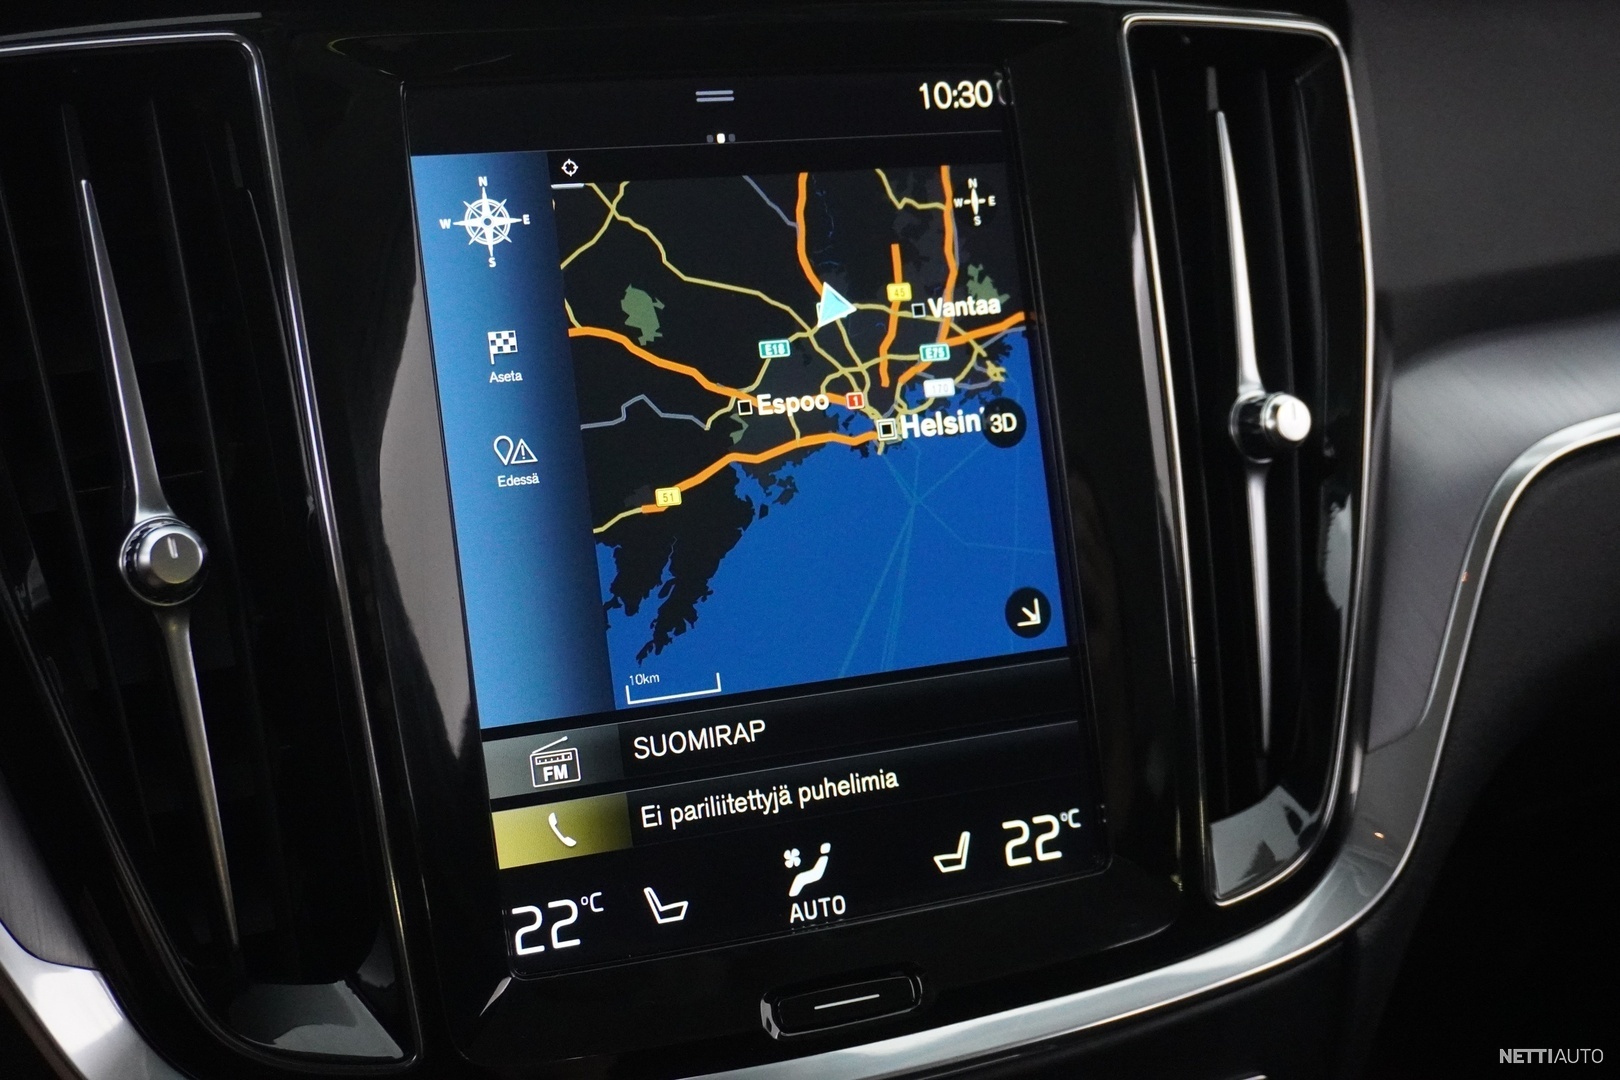 10:30
N
W E
S
N
W E
S
Aseta
Edessä
45
Vantaa
E18
E75
170
Espoo
1
Helsin
3D
51
10km
FM
SUOMIRAP
Ei pariliitettyjä puhelimia
22°C
AUTO
22°C
NETTIAUTO